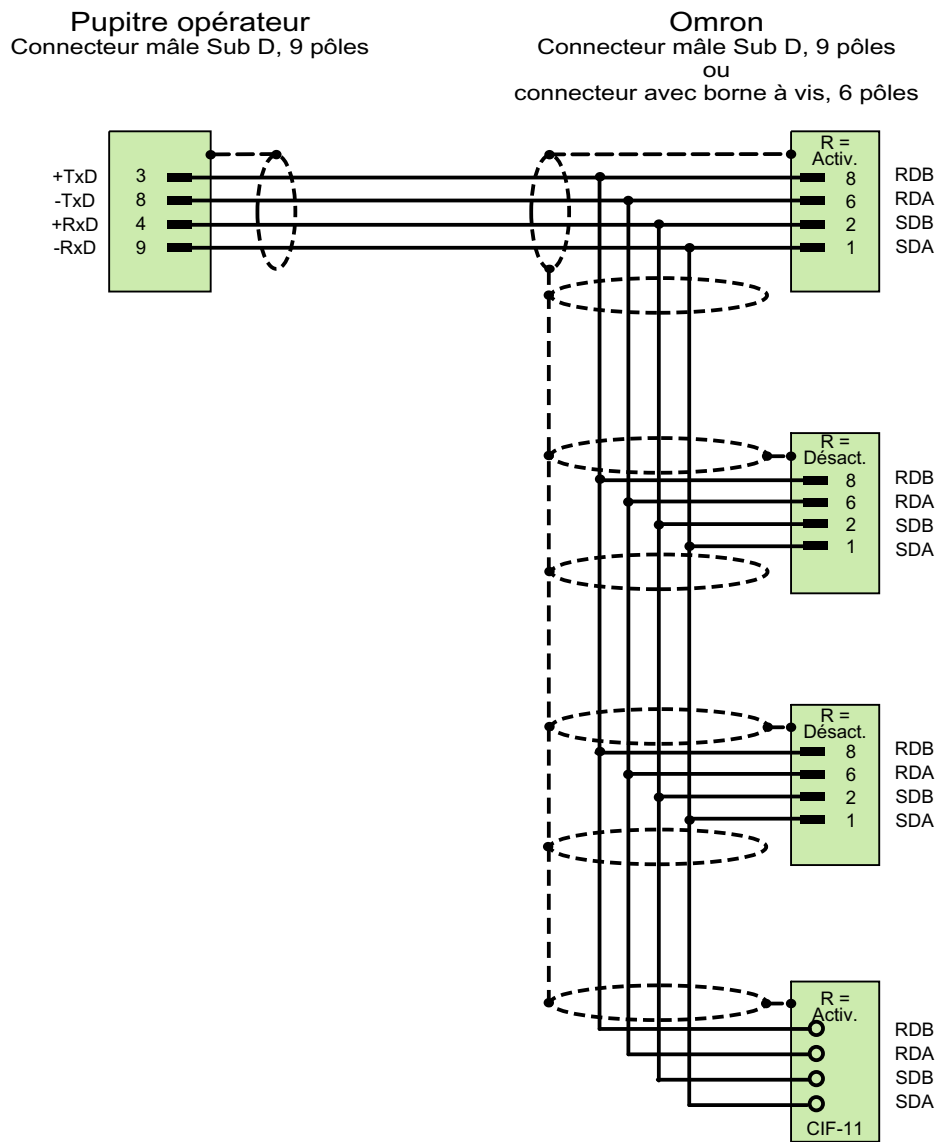 Pupitre opérateur
Connecteur mâle Sub D, 9 pôles
Omron
Connecteur mâle Sub D, 9 pôles
ou
connecteur avec borne à vis, 6 pôles
R =
Activ.
+TxD 3 8 RDB
-TxD 8 6 RDA
+RxD 4 2 SDB
-RxD 9 1 SDA
R =
Désact.
8 RDB
6 RDA
2 SDB
1 SDA
R =
Désact.
8 RDB
6 RDA
2 SDB
1 SDA
R =
Activ.
RDB
RDA
SDB
SDA
CIF-11